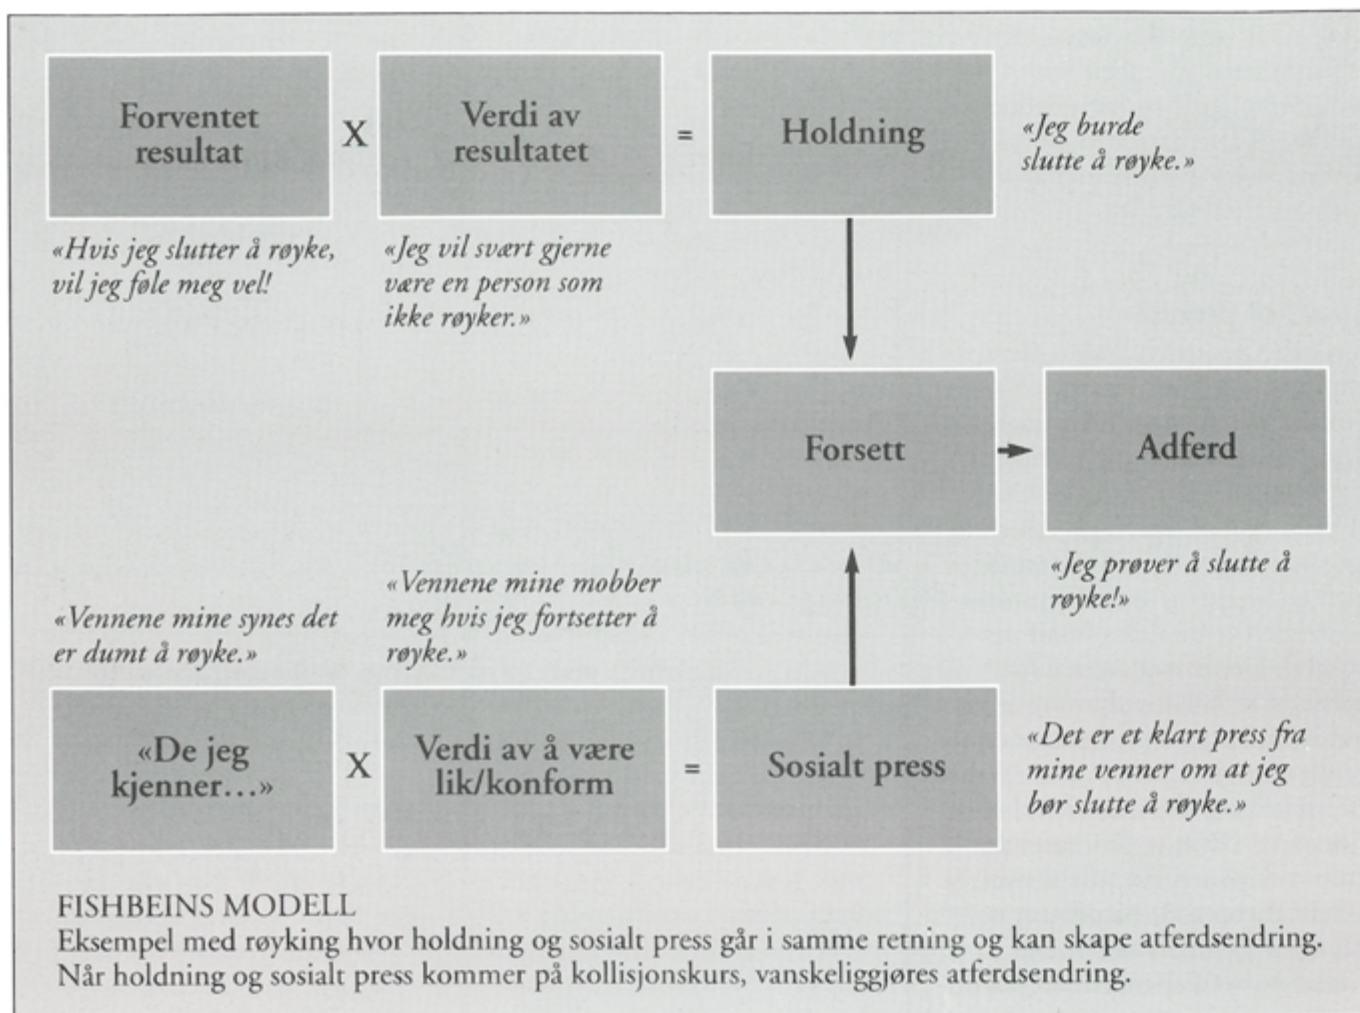 Forventet
resultat
X
Verdi av
resultatet
=
Holdning
«Jeg burde
slutte å røyke.»
«Hvis jeg slutter å røyke,
vil jeg føle meg vel!
«Jeg vil svært gjerne
være en person som
ikke røyker.»
Forsett
Adferd
«Jeg prøver å slutte å
røyke!»
«Vennene mine synes det
er dumt å røyke.»
«Vennene mine mobber
meg hvis jeg fortsetter å
røyke.»
«De jeg
kjenner...»
X
Verdi av å være
lik/konform
=
Sosialt press
«Det er et klart press fra
mine venner om at jeg
bør slutte å røyke.»
FISHBEINS MODELL
Eksempel med røyking hvor holdning og sosialt press går i samme retning og kan skape atferdsendring.
Når holdning og sosialt press kommer på kollisjonskurs, vanskeliggjøres atferdsendring.